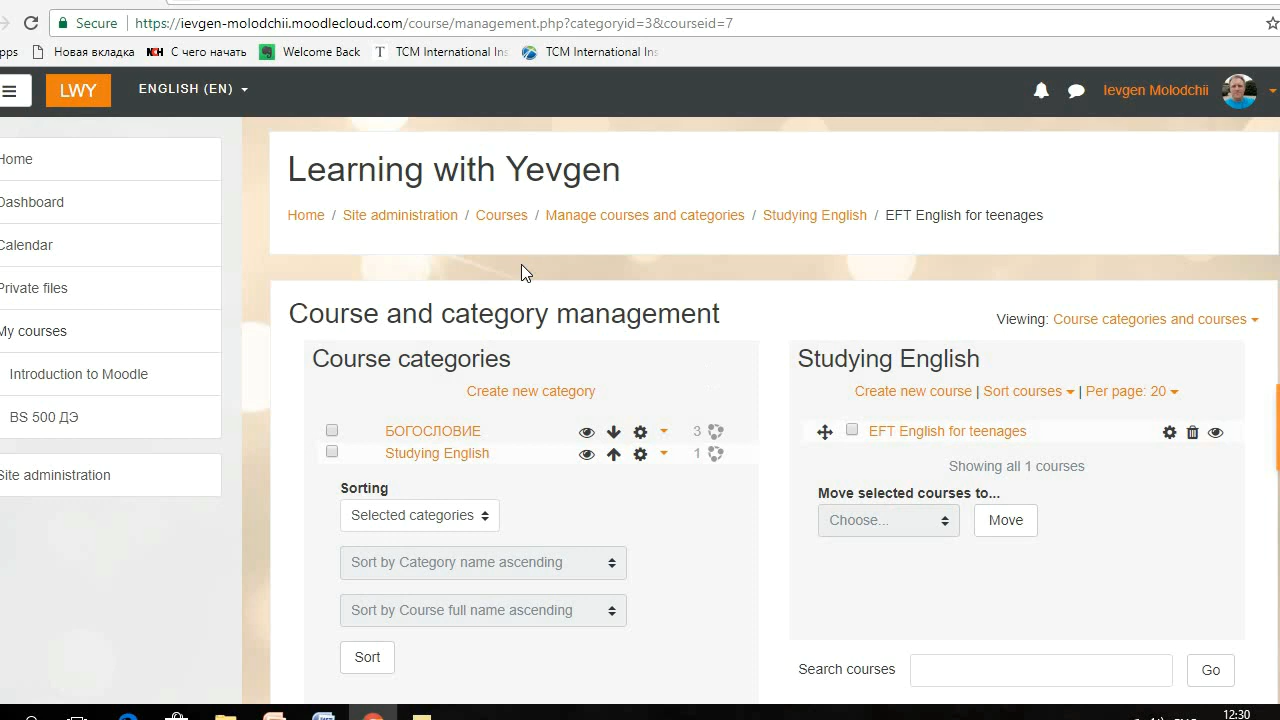 Secure https://ievgen-molodchii.moodlecloud.com/course/management.php?categoryid=3&courseid=7
Новая вкладка С чего начать Welcome Back TCM International Ins TCM International Ins
LWY ENGLISH (EN) Ievgen Molodchii
Home
Dashboard
Calendar
Private files
My courses
Introduction to Moodle
BS 500 ДЭ
Site administration
Learning with Yevgen
Home / Site administration / Courses / Manage courses and categories / Studying English / EFT English for teenages
Course and category management
Viewing: Course categories and courses
Course categories
Create new category
БОГОСЛОВИЕ 3
Studying English 1
Sorting
Selected categories
Sort by Category name ascending
Sort by Course full name ascending
Sort
Studying English
Create new course | Sort courses | Per page: 20
EFT English for teenages
Showing all 1 courses
Move selected courses to...
Choose... Move
Search courses Go
12:30